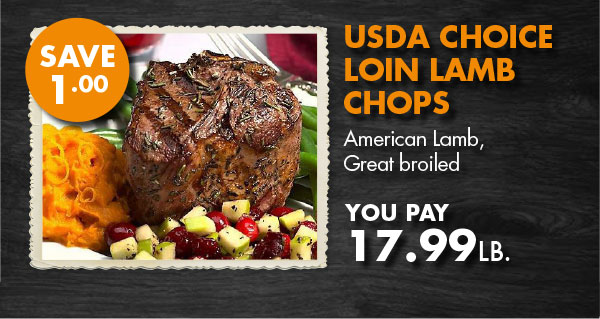 SAVE
1.00
USDA CHOICE
LOIN LAMB
CHOPS
American Lamb,
Great broiled
YOU PAY
17.99LB.